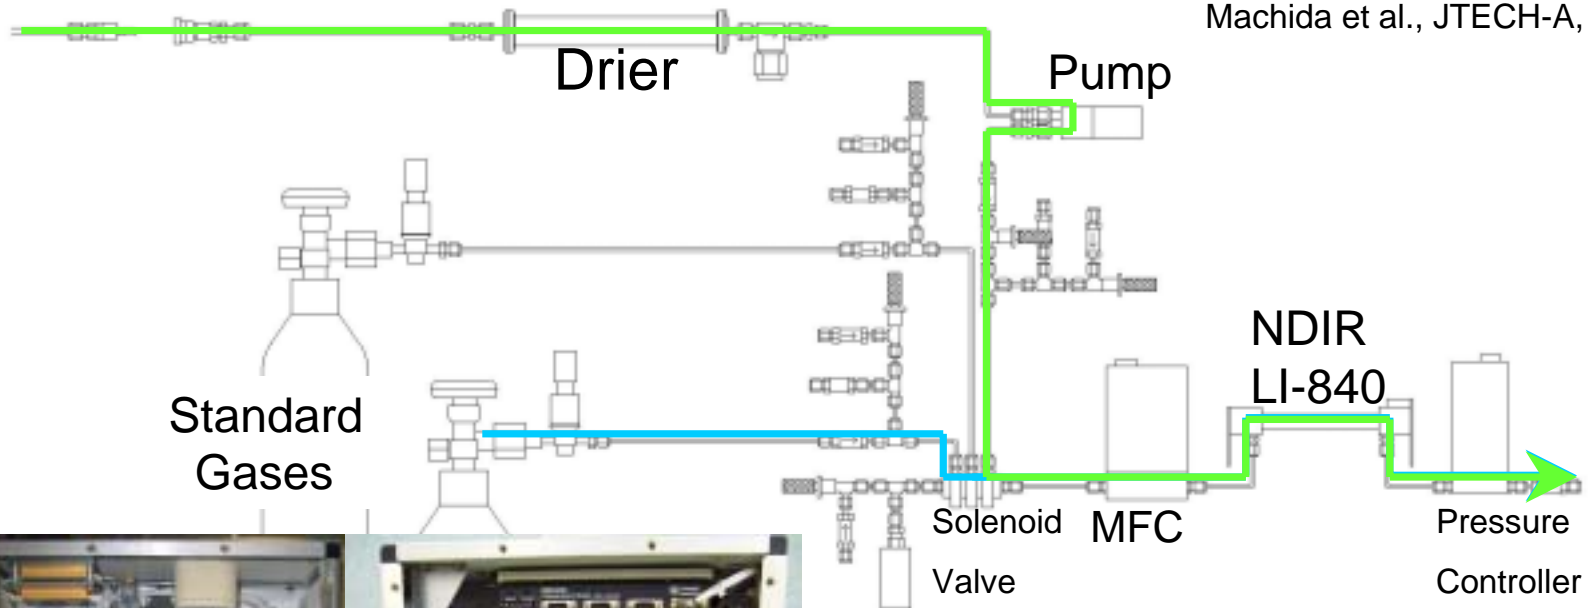 Machida et al., JTECH-A,
Drier
Pump
NDIR
LI-840
Standard
Gases
Solenoid
Valve
MFC
Pressure
Controller